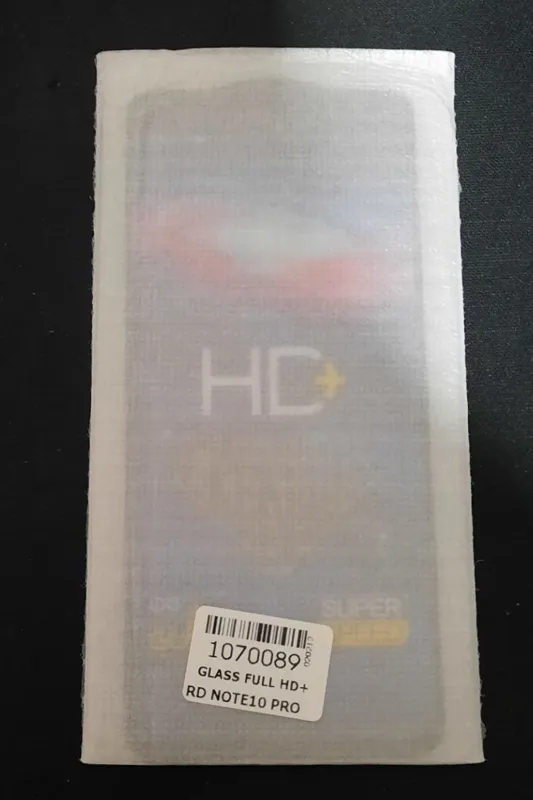 HD+
SUPER
1070089
GLASS FULL HD+
RD NOTE10 PRO